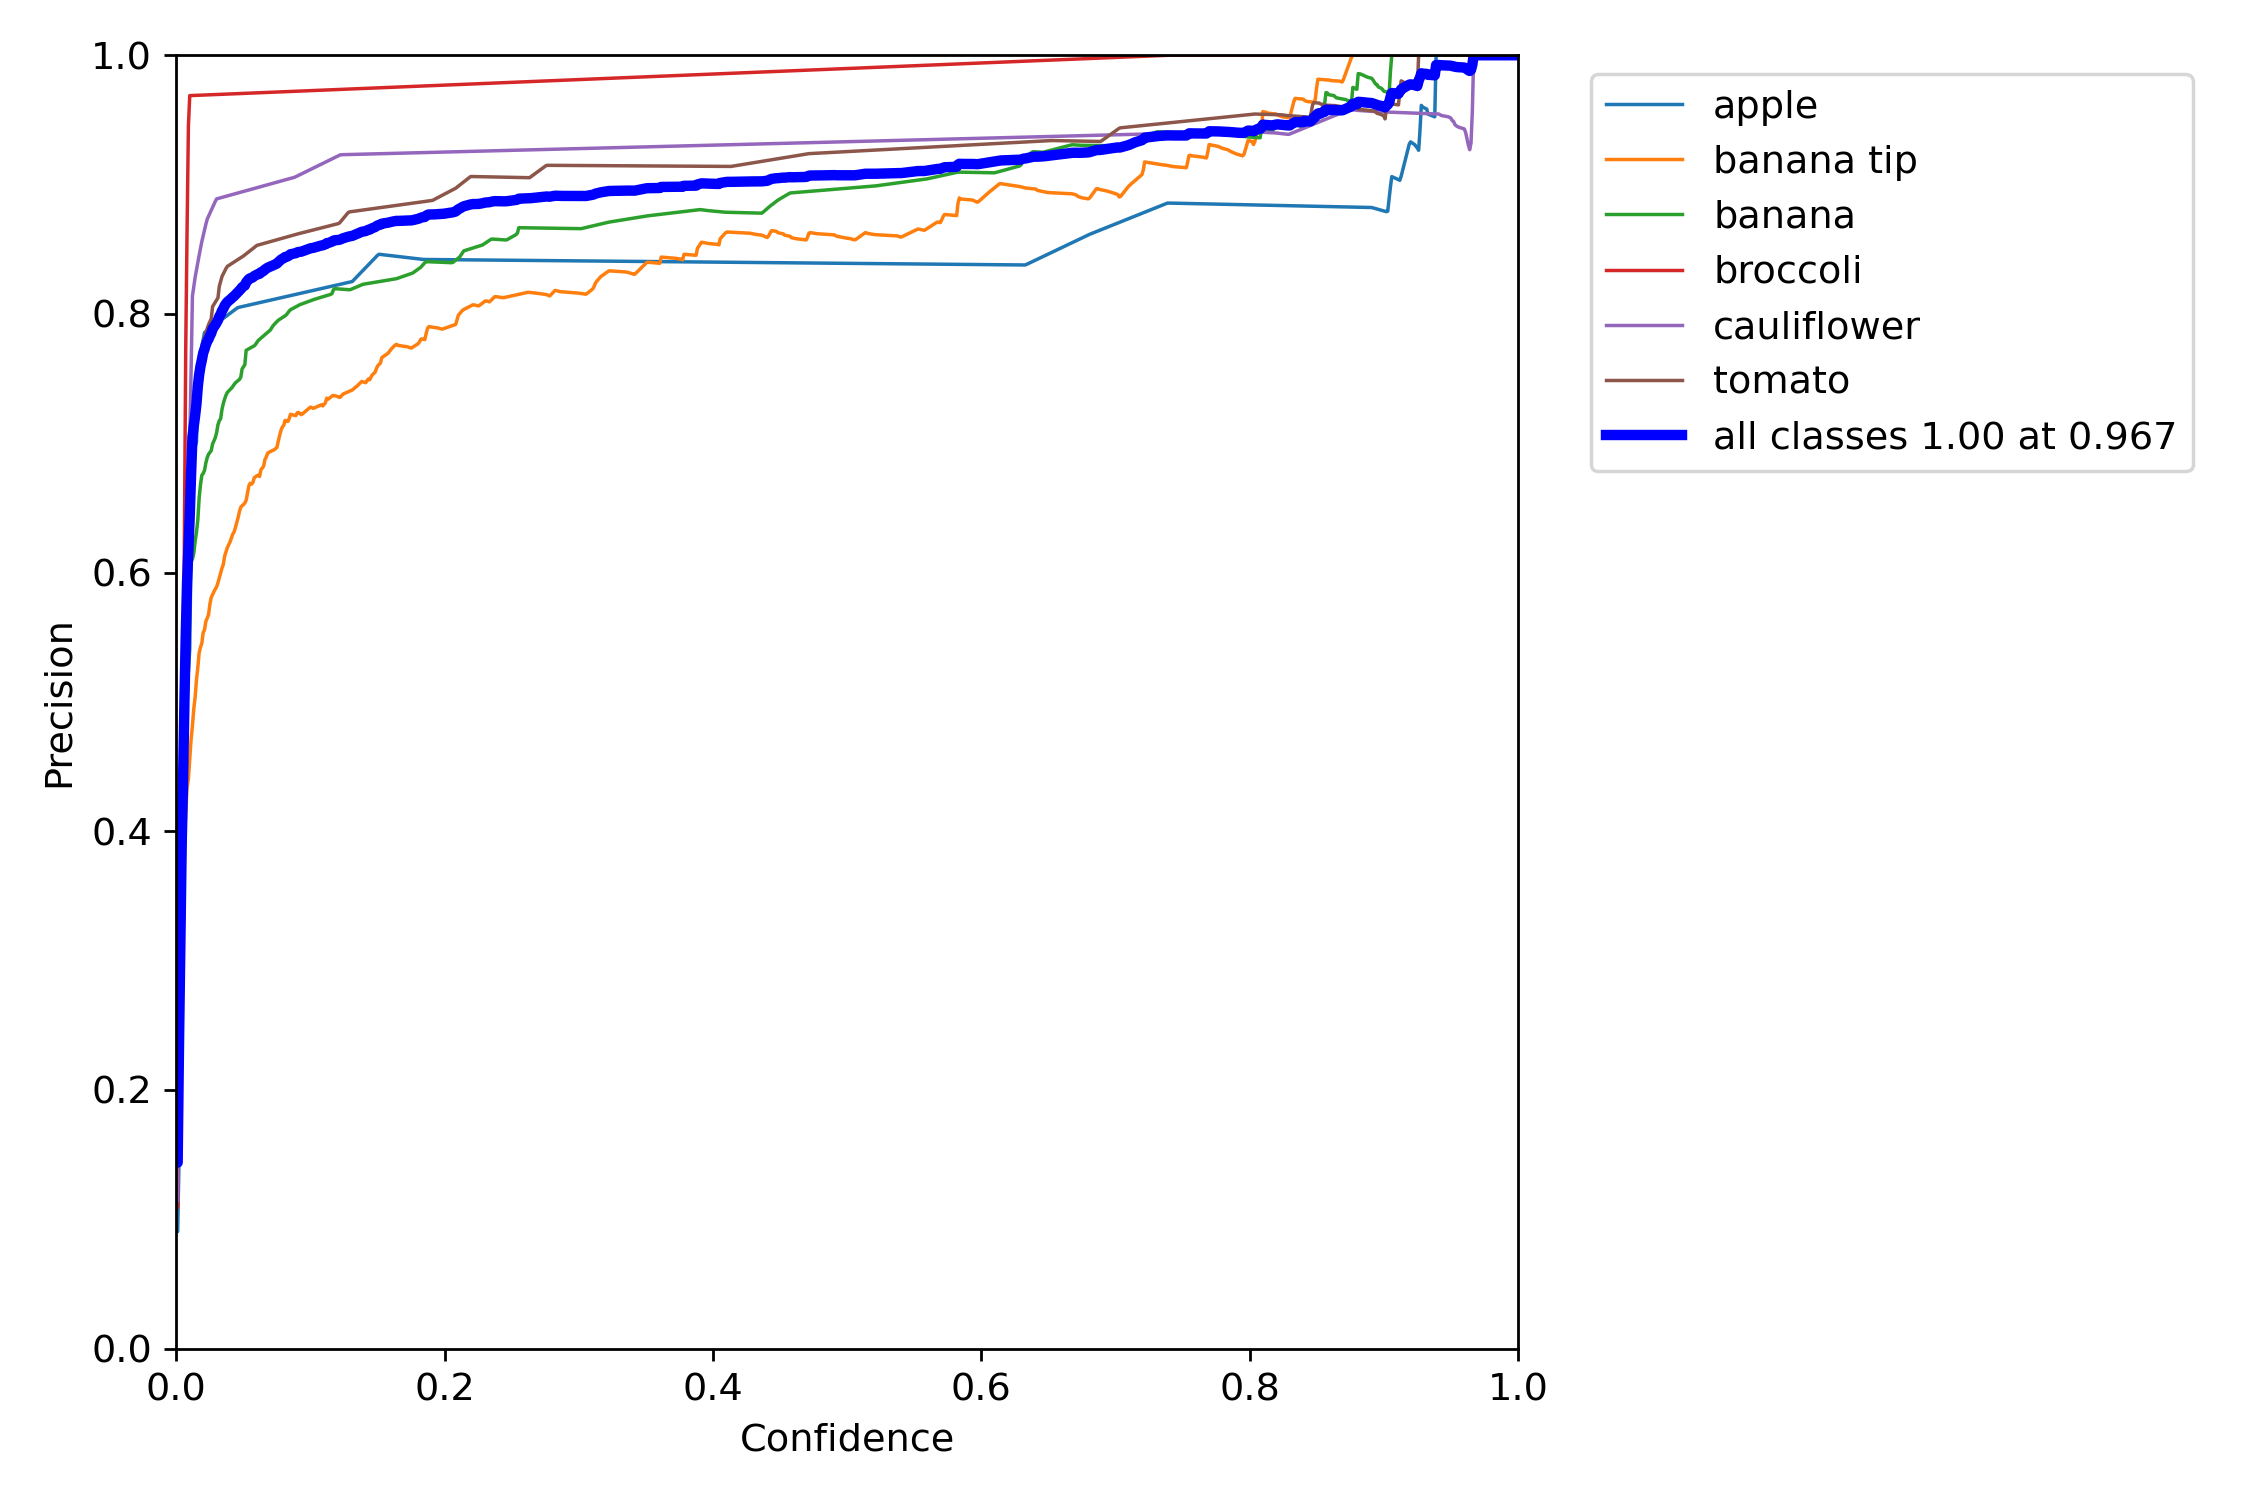 1.0
0.8
0.6
0.4
0.2
0.0
Precision
0.0 0.2 0.4 0.6 0.8 1.0
Confidence
apple
banana tip
banana
broccoli
cauliflower
tomato
all classes 1.00 at 0.967